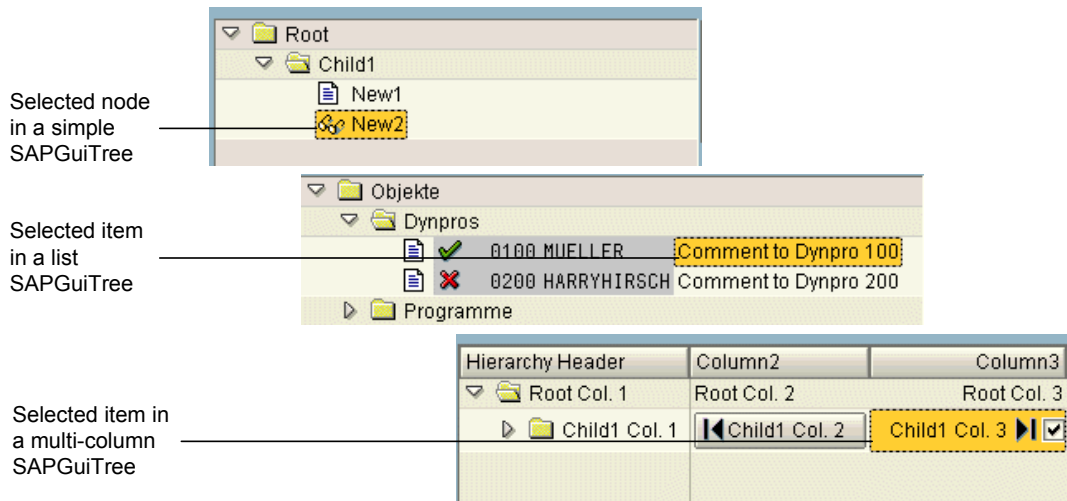 Root
Child1
New1
New2
Selected node
in a simple
SAPGuiTree
Objekte
Dynpros
0100 MUELLER Comment to Dynpro 100
0200 HARRYHIRSCH Comment to Dynpro 200
Programme
Selected item
in a list
SAPGuiTree
Hierarchy Header Column2 Column3
Root Col. 1 Root Col. 2 Root Col. 3
Child1 Col. 1 Child1 Col. 2 Child1 Col. 3
Selected item in
a multi-column
SAPGuiTree